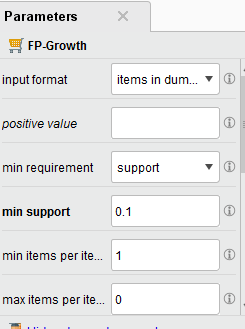 Parameters
FP-Growth
input format items in dum...
positive value
min requirement support
min support 0.1
min items per ite... 1
max items per ite... 0